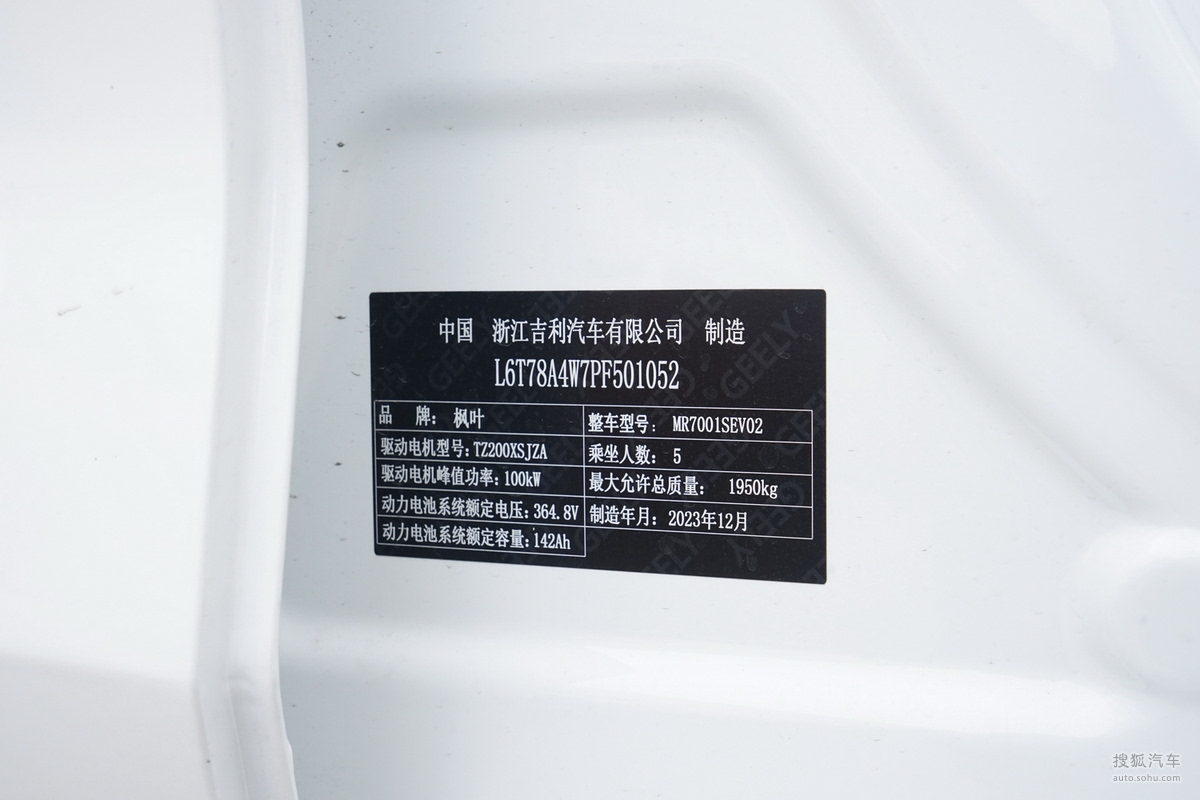 中国 浙江吉利汽车有限公司 制造
L6T78A4W7PF501052
品 牌：枫叶
整车型号：MR7001SEV02
驱动电机型号：TZ200XSJZA
乘坐人数：5
驱动电机峰值功率：100kW
最大允许总质量：1950kg
动力电池系统额定电压：364.8V
制造年月：2023年12月
动力电池系统额定容量：142Ah
GEELY
搜狐汽车
auto.sohu.com